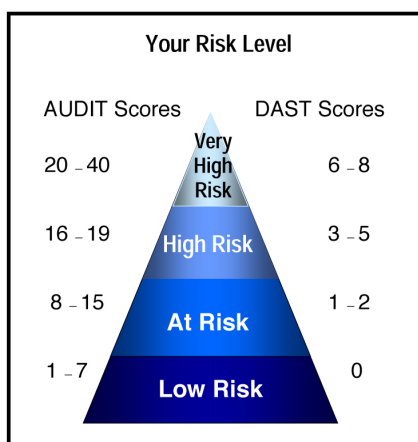 Your Risk Level
AUDIT Scores DAST Scores
Very
High
Risk
20 – 40 6 – 8
16 – 19 High Risk 3 – 5
8 – 15 1 – 2
At Risk
1 – 7 Low Risk 0